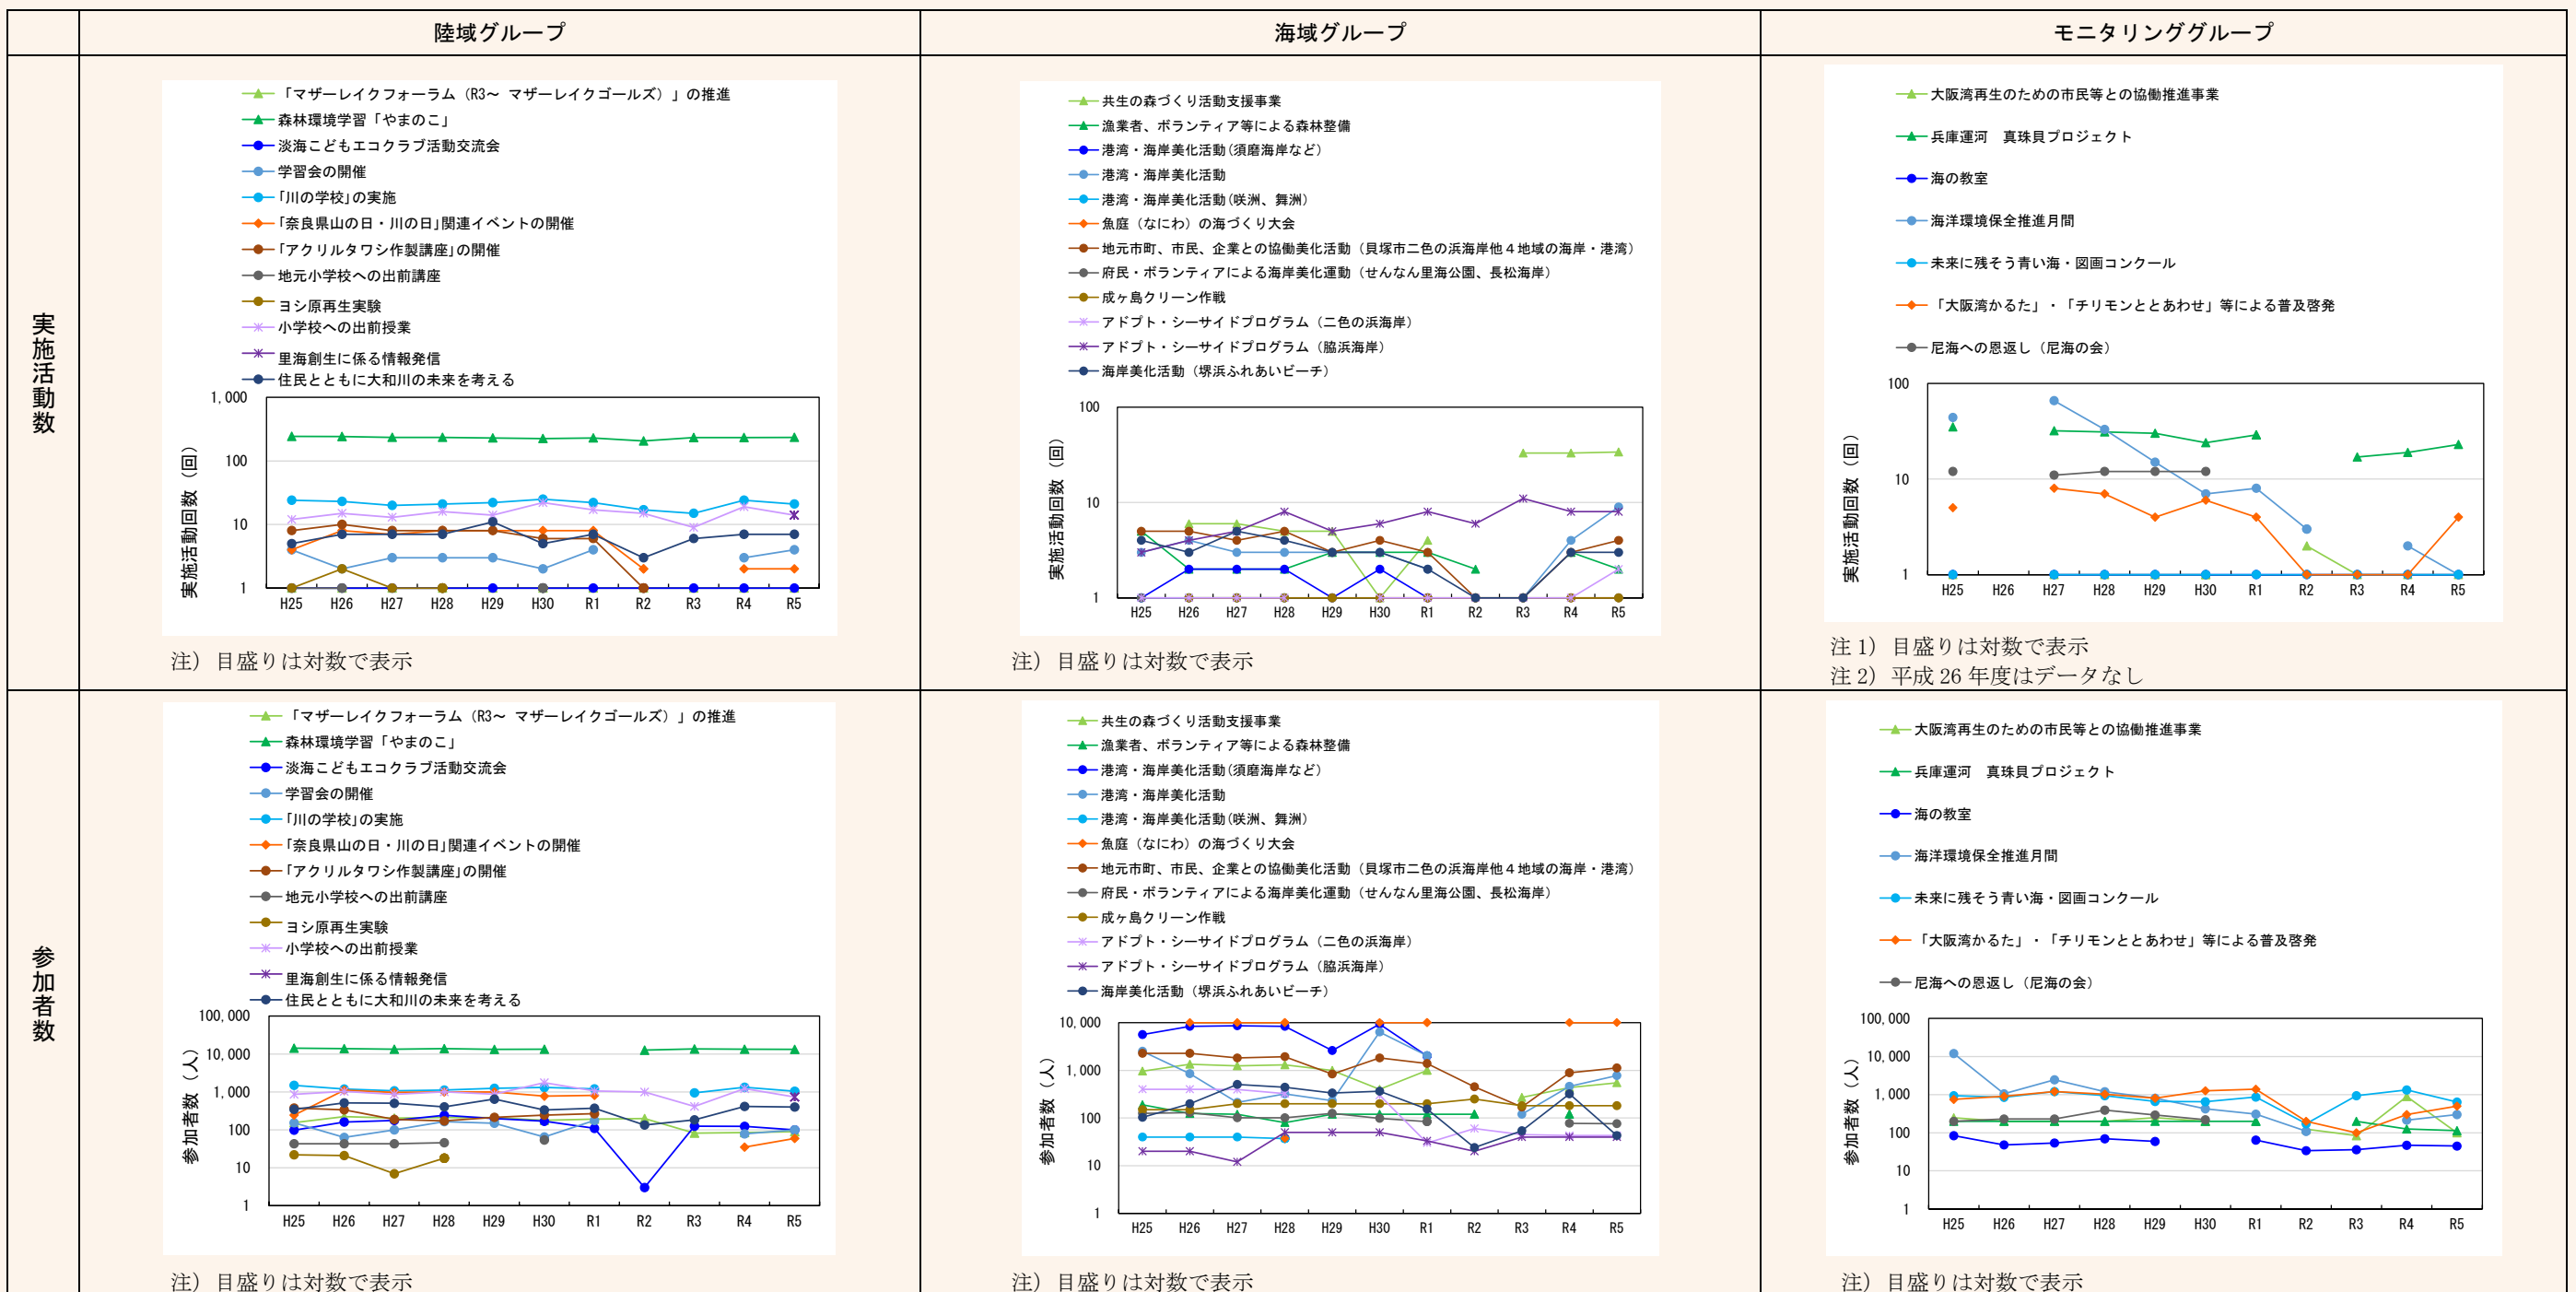 陸域グループ
海域グループ
モニタリンググループ
実施活動数
「マザーレイクフォーラム（R3～ マザーレイクゴールズ）」の推進
森林環境学習「やまのこ」
淡海こどもエコクラブ活動交流会
学習会の開催
｢川の学校｣の実施
｢奈良県山の日・川の日｣関連イベントの開催
｢アクリルタワシ作製講座｣の開催
地元小学校への出前講座
ヨシ原再生実験
小学校への出前授業
里海創生に係る情報発信
住民とともに大和川の未来を考える
実施活動回数（回）
1,000
100
10
1
H25 H26 H27 H28 H29 H30 R1 R2 R3 R4 R5
注）目盛りは対数で表示
共生の森づくり活動支援事業
漁業者、ボランティア等による森林整備
港湾・海岸美化活動(須磨海岸など)
港湾・海岸美化活動
港湾・海岸美化活動(咲洲、舞洲)
魚庭（なにわ）の海づくり大会
地元市町、市民、企業との協働美化活動（貝塚市二色の浜海岸他４地域の海岸・港湾）
府民・ボランティアによる海岸美化運動（せんなん里海公園、長松海岸）
成ヶ島クリーン作戦
アドプト・シーサイドプログラム（二色の浜海岸）
アドプト・シーサイドプログラム（脇浜海岸）
海岸美化活動（堺浜ふれあいビーチ）
実施活動回数（回）
100
10
1
H25 H26 H27 H28 H29 H30 R1 R2 R3 R4 R5
注）目盛りは対数で表示
大阪湾再生のための市民等との協働推進事業
兵庫運河　真珠貝プロジェクト
海の教室
海洋環境保全推進月間
未来に残そう青い海・図画コンクール
「大阪湾かるた」・「チリモンととあわせ」等による普及啓発
尼海への恩返し（尼海の会）
実施活動回数（回）
100
10
1
H25 H26 H27 H28 H29 H30 R1 R2 R3 R4 R5
注 1）目盛りは対数で表示
注 2）平成 26 年度はデータなし
参加者数
「マザーレイクフォーラム（R3～ マザーレイクゴールズ）」の推進
森林環境学習「やまのこ」
淡海こどもエコクラブ活動交流会
学習会の開催
｢川の学校｣の実施
｢奈良県山の日・川の日｣関連イベントの開催
｢アクリルタワシ作製講座｣の開催
地元小学校への出前講座
ヨシ原再生実験
小学校への出前授業
里海創生に係る情報発信
住民とともに大和川の未来を考える
参加者数（人）
100,000
10,000
1,000
100
10
1
H25 H26 H27 H28 H29 H30 R1 R2 R3 R4 R5
注）目盛りは対数で表示
共生の森づくり活動支援事業
漁業者、ボランティア等による森林整備
港湾・海岸美化活動(須磨海岸など)
港湾・海岸美化活動
港湾・海岸美化活動(咲洲、舞洲)
魚庭（なにわ）の海づくり大会
地元市町、市民、企業との協働美化活動（貝塚市二色の浜海岸他４地域の海岸・港湾）
府民・ボランティアによる海岸美化運動（せんなん里海公園、長松海岸）
成ヶ島クリーン作戦
アドプト・シーサイドプログラム（二色の浜海岸）
アドプト・シーサイドプログラム（脇浜海岸）
海岸美化活動（堺浜ふれあいビーチ）
参加者数（人）
10,000
1,000
100
10
1
H25 H26 H27 H28 H29 H30 R1 R2 R3 R4 R5
注）目盛りは対数で表示
大阪湾再生のための市民等との協働推進事業
兵庫運河　真珠貝プロジェクト
海の教室
海洋環境保全推進月間
未来に残そう青い海・図画コンクール
「大阪湾かるた」・「チリモンととあわせ」等による普及啓発
尼海への恩返し（尼海の会）
参加者数（人）
100,000
10,000
1,000
100
10
1
H25 H26 H27 H28 H29 H30 R1 R2 R3 R4 R5
注）目盛りは対数で表示